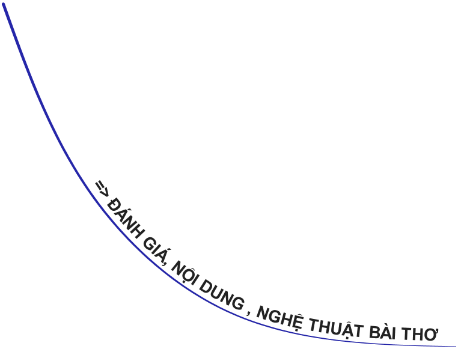 => ĐÁNH GIÁ, NỘI DUNG , NGHỆ THUẬT BÀI THƠ